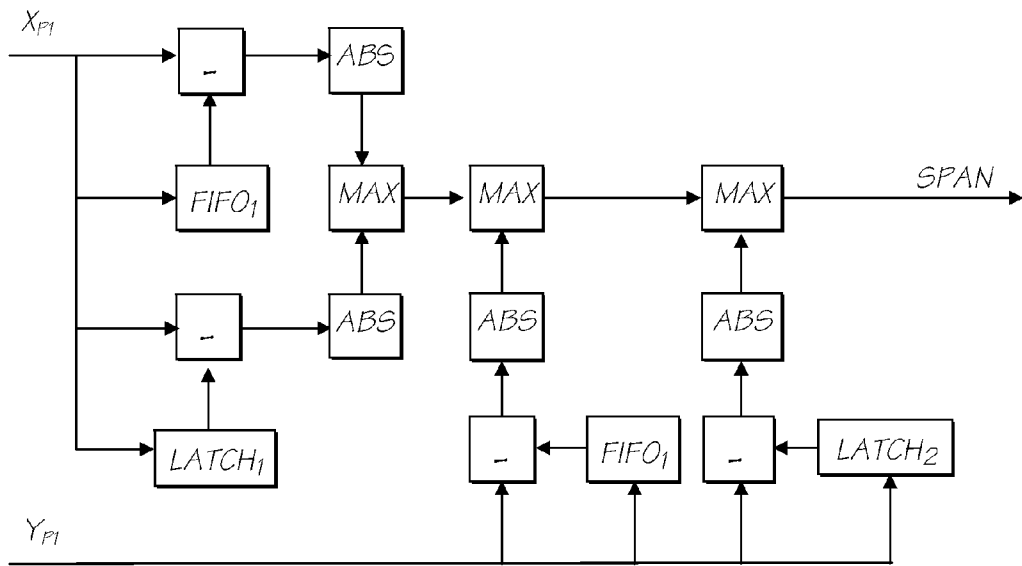 X_P1
-
ABS
FIFO_1
MAX
MAX
MAX
SPAN
-
ABS
ABS
ABS
LATCH_1
-
FIFO_1
-
LATCH_2
Y_P1